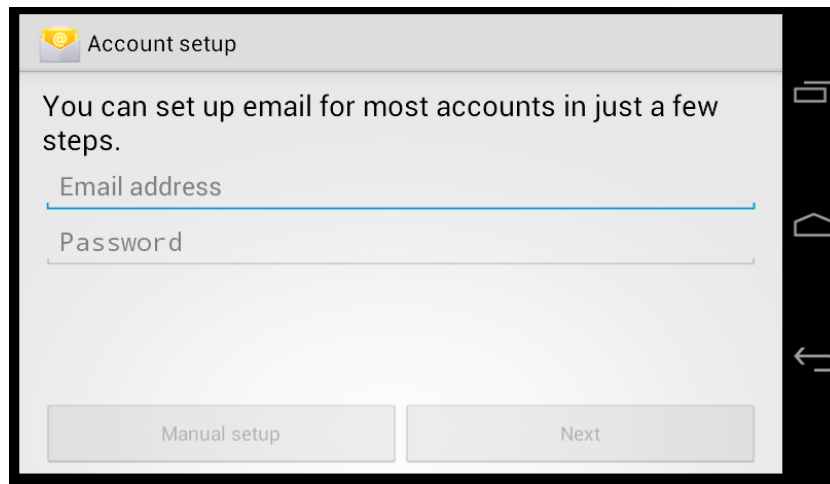 Account setup
You can set up email for most accounts in just a few
steps.
Email address
Password
Manual setup
Next